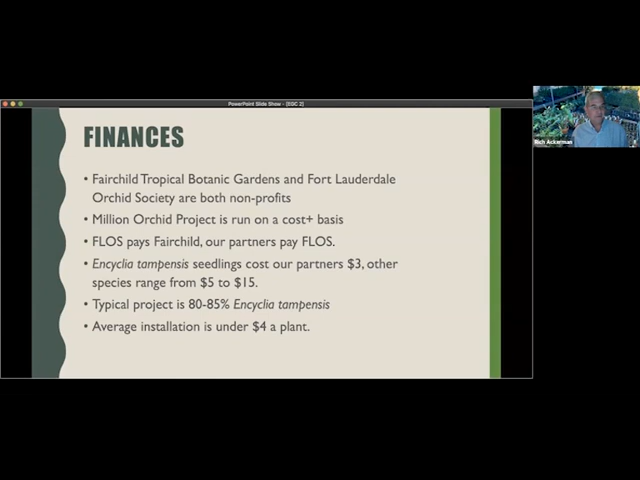 PowerPoint Slide Show - [EGC 2]
FINANCES
• Fairchild Tropical Botanic Gardens and Fort Lauderdale
Orchid Society are both non-profits
• Million Orchid Project is run on a cost+ basis
• FLOS pays Fairchild, our partners pay FLOS.
• Encyclia tampensis seedlings cost our partners $3, other
species range from $5 to $15.
• Typical project is 80-85% Encyclia tampensis
• Average installation is under $4 a plant.
Rich Ackerman